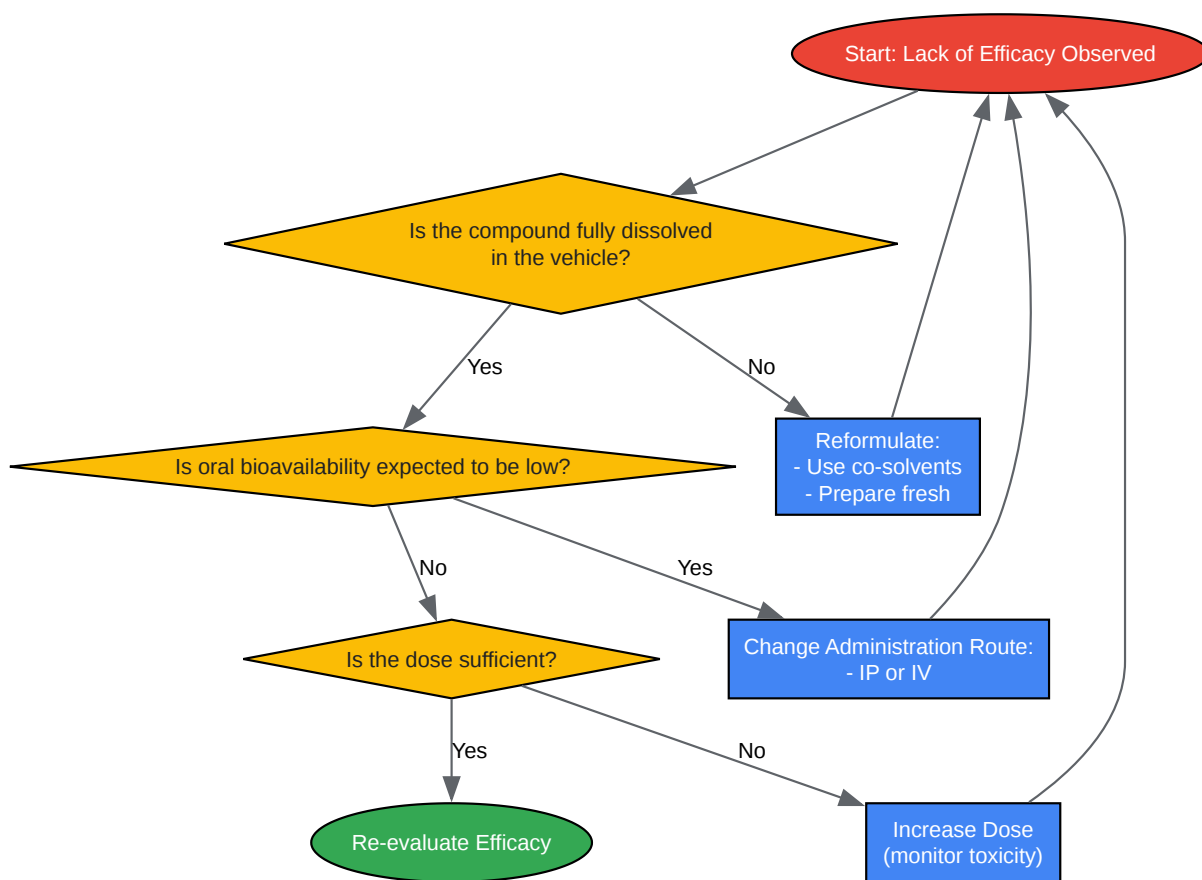 Start: Lack of Efficacy Observed
Is the compound fully dissolved
in the vehicle?
Yes
No
Reformulate:
- Use co-solvents
- Prepare fresh
Is oral bioavailability expected to be low?
No
Yes
Change Administration Route:
- IP or IV
Is the dose sufficient?
Yes
No
Re-evaluate Efficacy
Increase Dose
(monitor toxicity)